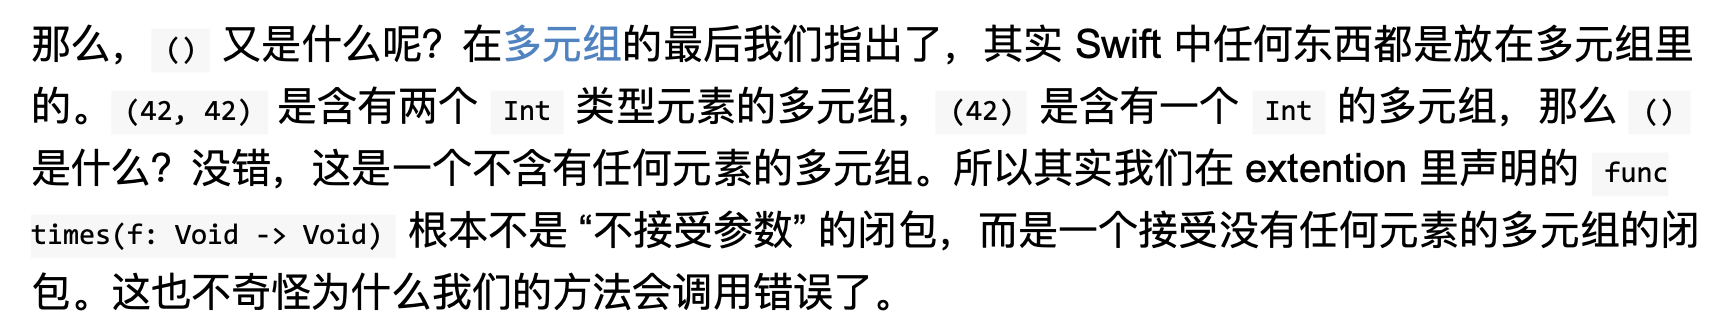 那么， () 又是什么呢？在多元组的最后我们指出了，其实 Swift 中任何东西都是放在多元组里
的。 (42, 42) 是含有两个 Int 类型元素的多元组， (42) 是含有一个 Int 的多元组，那么 ()
是什么？没错，这是一个不含有任何元素的多元组。所以其实我们在 extention 里声明的 func
times(f: Void -> Void) 根本不是 “不接受参数” 的闭包，而是一个接受没有任何元素的多元组的闭
包。这也不奇怪为什么我们的方法会调用错误了。